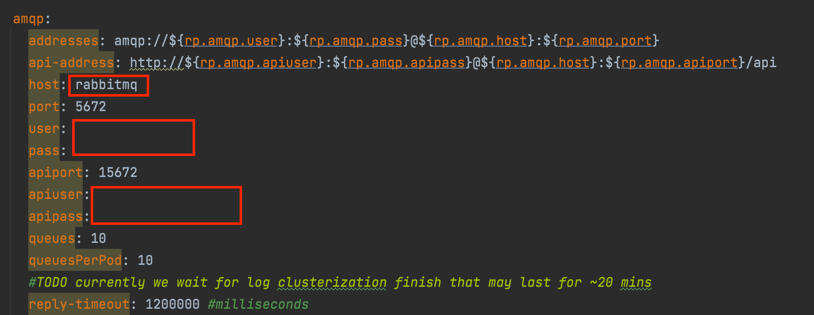 amqp:
addresses: amqp://${rp.amqp.user}:${rp.amqp.pass}@${rp.amqp.host}:${rp.amqp.port}
api-address: http://${rp.amqp.apiuser}:${rp.amqp.apipass}@${rp.amqp.host}:${rp.amqp.apiport}/api
host: rabbitmq
port: 5672
user:
pass:
apiport: 15672
apiuser:
apipass:
queues: 10
queuesPerPod: 10
#TODO currently we wait for log clusterization finish that may last for ~20 mins
reply-timeout: 1200000 #milliseconds